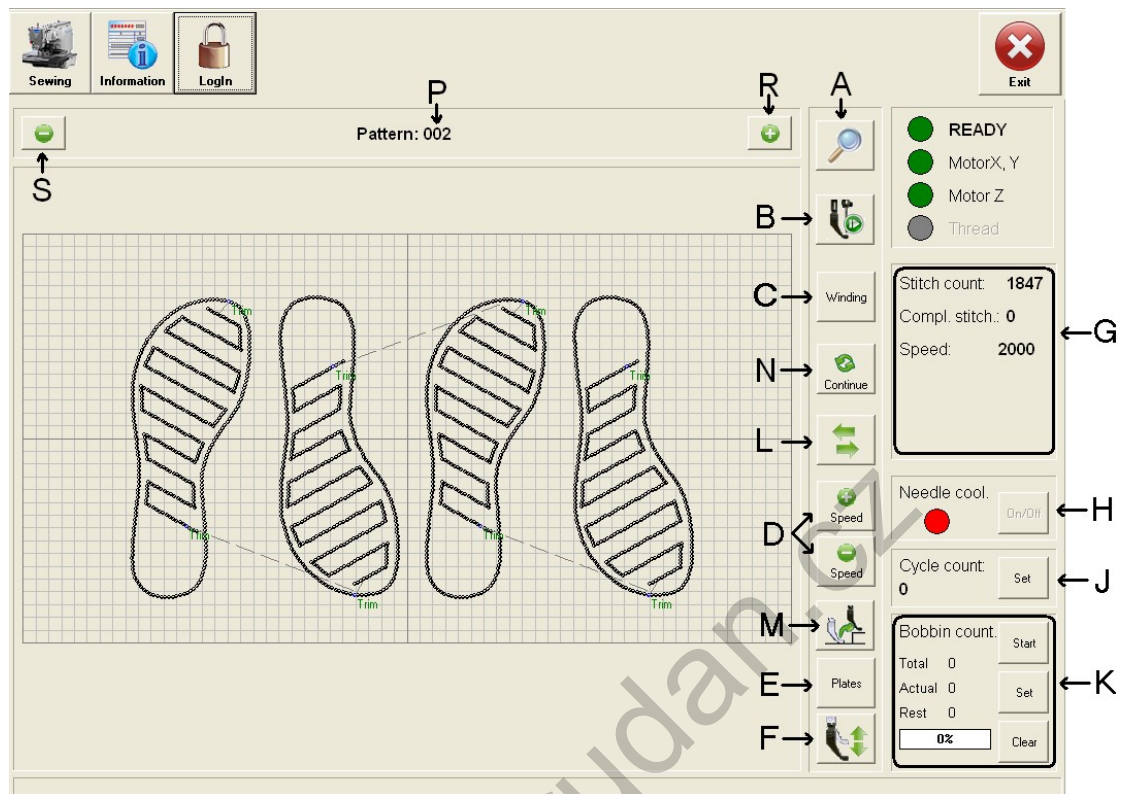 Sewing
Information
LogIn
Exit
P
R
A
Pattern: 002
S
READY
MotorX, Y
Motor Z
Thread
B
C
Winding
N
Continue
L
D
Speed
Speed
M
E
Plates
F
Trim
Trim
Trim
Trim
Trim
Trim
Trim
Trim
Stitch count: 1847
Compl. stitch.: 0
Speed: 2000
G
Needle cool.
On/Off
H
Cycle count:
0
Set
J
Bobbin count.
Start
Total 0
Actual 0
Set
Rest 0
0%
Clear
K
rudan.cz